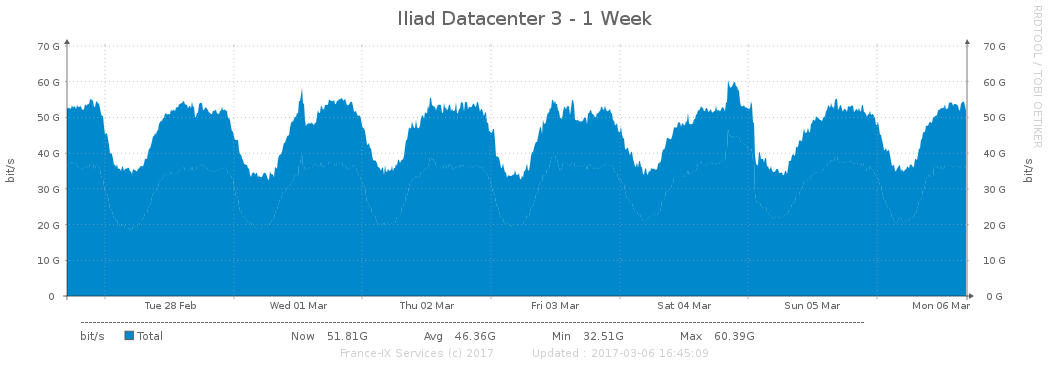 Iliad Datacenter 3 - 1 Week
RRDTOOL / TOBI OETIKER
70 G 70 G
60 G 60 G
50 G 50 G
40 G 40 G
30 G 30 G
20 G 20 G
10 G 10 G
0 0 G
bit/s bit/s
Tue 28 Feb Wed 01 Mar Thu 02 Mar Fri 03 Mar Sat 04 Mar Sun 05 Mar Mon 06 Mar
bit/s Total Now 51.81G Avg 46.36G Min 32.51G Max 60.39G
France-IX Services (c) 2017 Updated : 2017-03-06 16:45:09